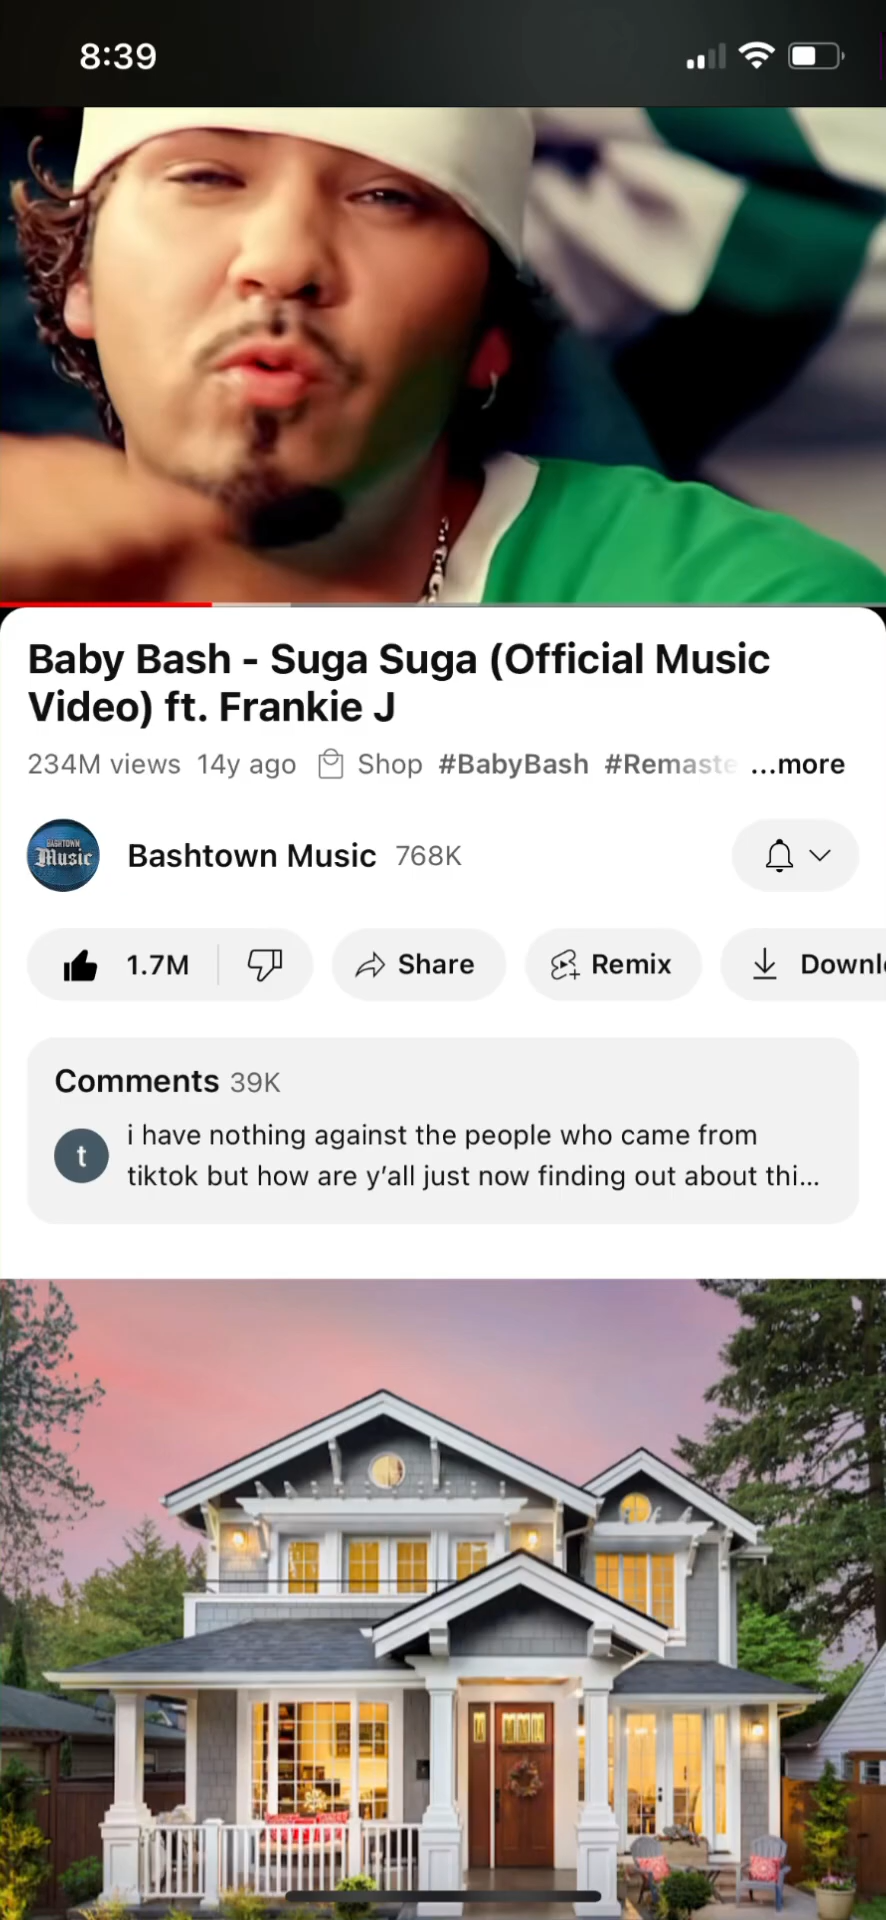 8:39
Baby Bash - Suga Suga (Official Music
Video) ft. Frankie J
234M views 14y ago Shop #BabyBash #Remaste ...more
BASHTOWN
Music
Bashtown Music 768K
1.7M Share Remix Downl
Comments 39K
t
i have nothing against the people who came from
tiktok but how are y’all just now finding out about thi...